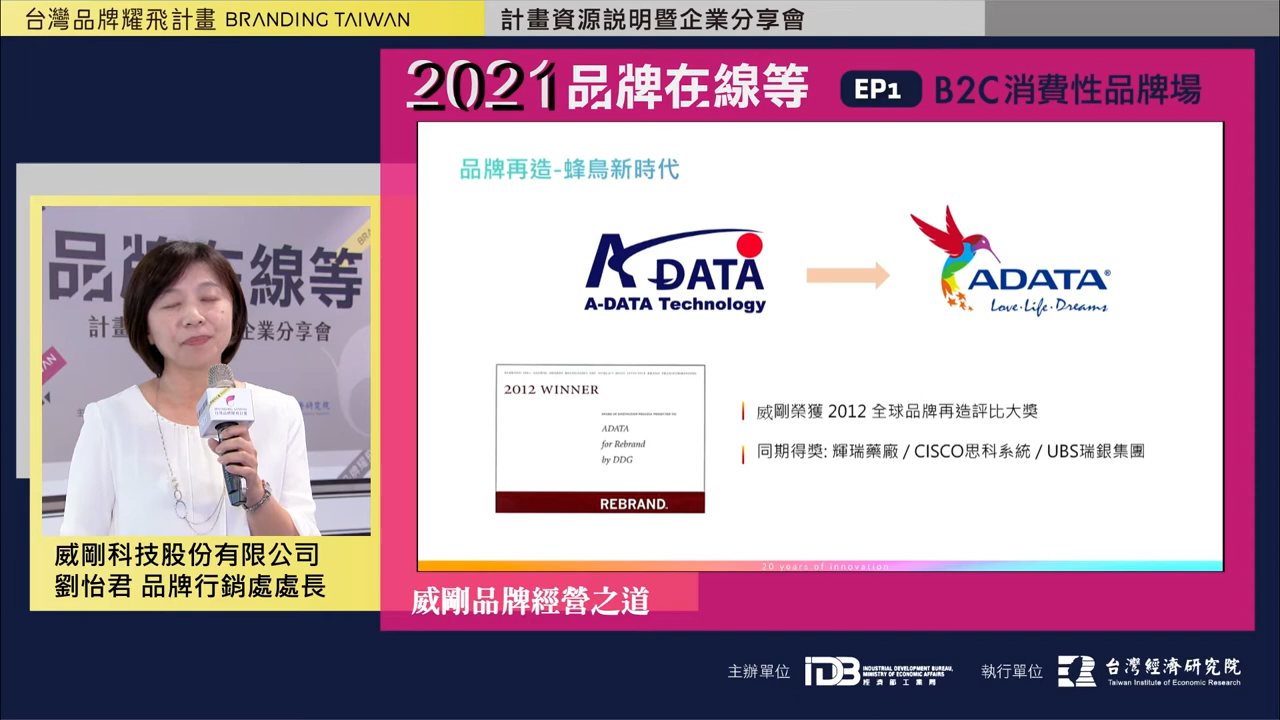 台灣品牌耀飛計畫 BRANDING TAIWAN
計畫資源說明暨企業分享會
2021品牌在線等 EP1 B2C消費性品牌場
品牌再造-蜂鳥新時代
A-DATA
A-DATA Technology
ADATA®
Love·Life·Dreams
2012 WINNER
ADATA
for Rebrand
by DDG
REBRAND.
威剛榮獲 2012 全球品牌再造評比大獎
同期得獎: 輝瑞藥廠 / CISCO思科系統 / UBS瑞銀集團
20 years of innovation
品牌在線等
計畫
企業分享會
威剛科技股份有限公司
劉怡君 品牌行銷處處長
威剛品牌經營之道
主辦單位
IDB
INDUSTRIAL DEVELOPMENT BUREAU,
MINISTRY OF ECONOMIC AFFAIRS
經濟部工業局
執行單位
台灣經濟研究院
Taiwan Institute of Economic Research